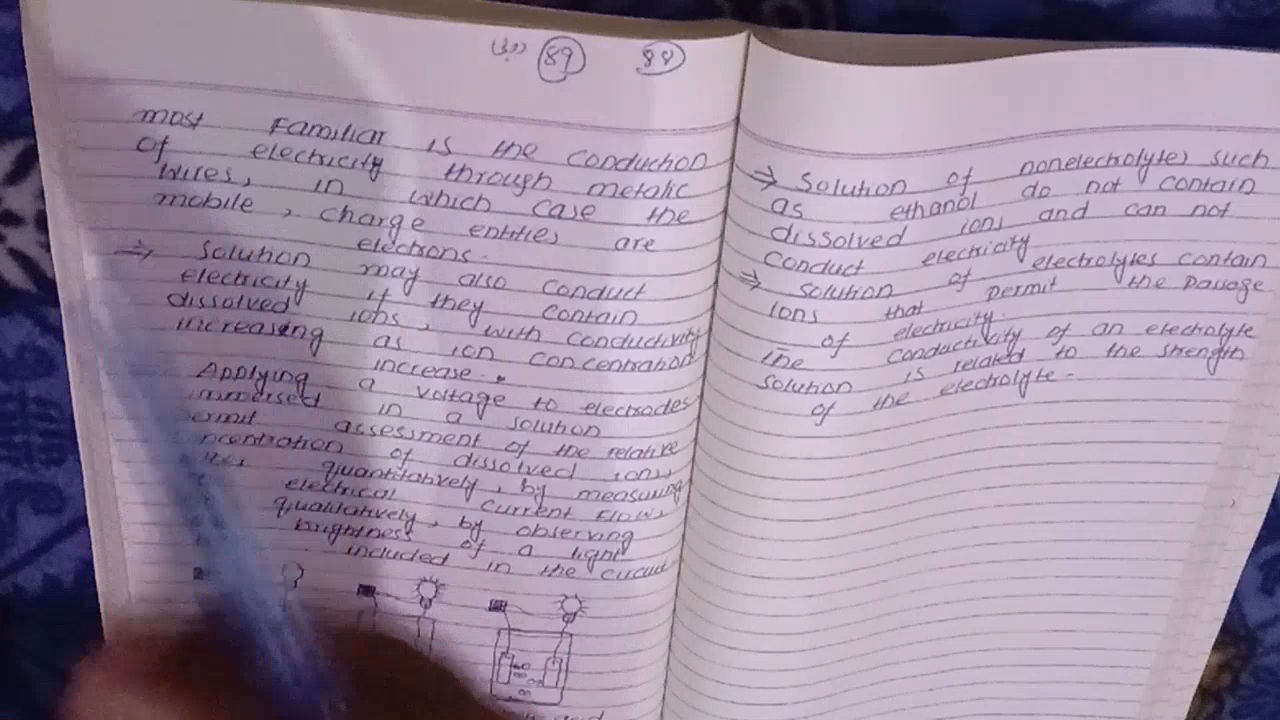 89
88
most Familiar is the conduction
of electricity through metalic
wires, in which case the
mobile, charge entities are
electrons.
⇒ Solution may also conduct
electricity if they contain
dissolved ions, with conductivity
increasing as ion concentration
increase.
Applying a voltage to electrodes
immersed in a solution
ermit assessment of the relative
ncentration of dissolved ions,
quantitatively, by measuring
electrical current flow,
qualitatively, by observing
brightness of a light
included in the circuit
⇒ Solution of nonelectrolytes such
as ethanol do not contain
dissolved ions and can not
conduct electricity
⇒ Solution of electrolytes contain
ions that permit the passage
of electricity.
The conductivity of an electrolyte
solution is related to the strength
of the electrolyte.